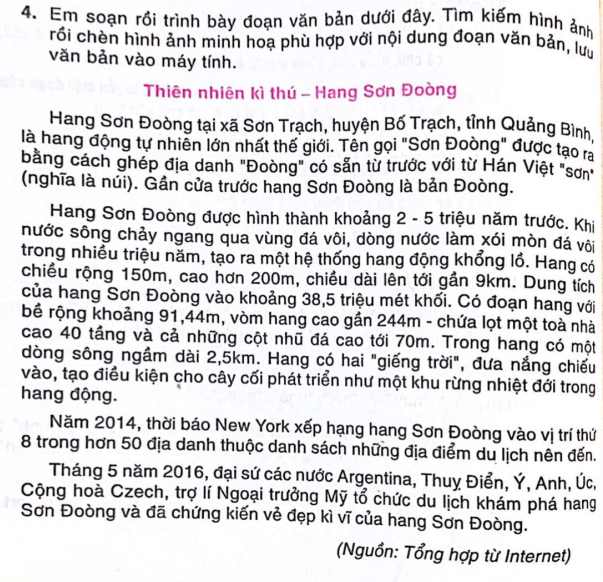 4. Em soạn rồi trình bày đoạn văn bản dưới đây. Tìm kiếm hình ảnh
rồi chèn hình ảnh minh hoạ phù hợp với nội dung đoạn văn bản, lưu
văn bản vào máy tính.
Thiên nhiên kì thú – Hang Sơn Đoòng
Hang Sơn Đoòng tại xã Sơn Trạch, huyện Bố Trạch, tỉnh Quảng Bình,
là hang động tự nhiên lớn nhất thế giới. Tên gọi "Sơn Đoòng" được tạo ra
bằng cách ghép địa danh "Đoòng" có sẵn từ trước với từ Hán Việt "sơn"
(nghĩa là núi). Gần cửa trước hang Sơn Đoòng là bản Đoòng.
Hang Sơn Đoòng được hình thành khoảng 2 - 5 triệu năm trước. Khi
nước sông chảy ngang qua vùng đá vôi, dòng nước làm xói mòn đá vôi
trong nhiều triệu năm, tạo ra một hệ thống hang động khổng lồ. Hang có
chiều rộng 150m, cao hơn 200m, chiều dài lên tới gần 9km. Dung tích
của hang Sơn Đoòng vào khoảng 38,5 triệu mét khối. Có đoạn hang với
bề rộng khoảng 91,44m, vòm hang cao gần 244m - chứa lọt một toà nhà
cao 40 tầng và cả những cột nhũ đá cao tới 70m. Trong hang có một
dòng sông ngầm dài 2,5km. Hang có hai "giếng trời", đưa nắng chiếu
vào, tạo điều kiện cho cây cối phát triển như một khu rừng nhiệt đới trong
hang động.
Năm 2014, thời báo New York xếp hạng hang Sơn Đoòng vào vị trí thứ
8 trong hơn 50 địa danh thuộc danh sách những địa điểm du lịch nên đến.
Tháng 5 năm 2016, đại sứ các nước Argentina, Thuỵ Điển, Ý, Anh, Úc,
Cộng hoà Czech, trợ lí Ngoại trưởng Mỹ tổ chức du lịch khám phá hang
Sơn Đoòng và đã chứng kiến vẻ đẹp kì vĩ của hang Sơn Đoòng.
(Nguồn: Tổng hợp từ Internet)